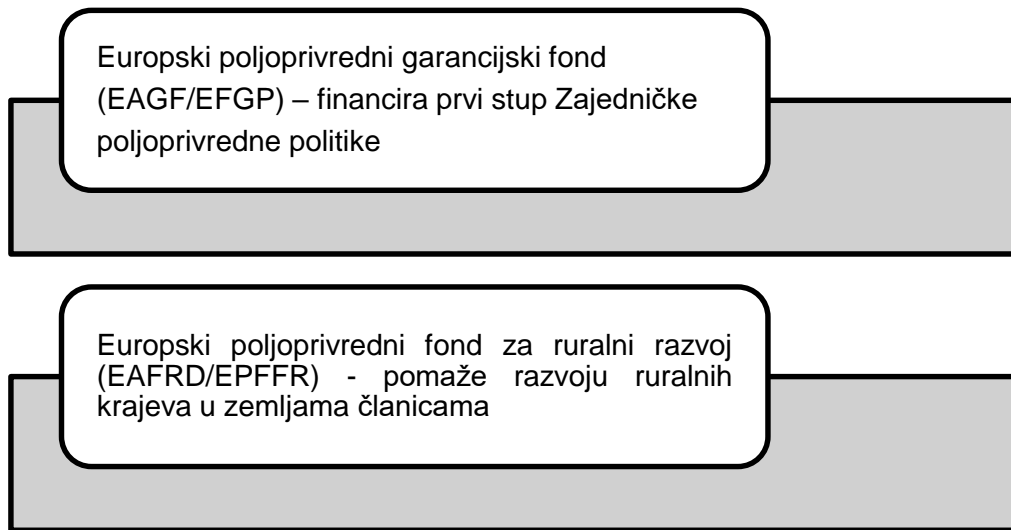 Europski poljoprivredni garancijski fond
(EAGF/EFGP) – financira prvi stup Zajedničke
poljoprivredne politike
Europski poljoprivredni fond za ruralni razvoj
(EAFRD/EPFFR) - pomaže razvoju ruralnih
krajeva u zemljama članicama